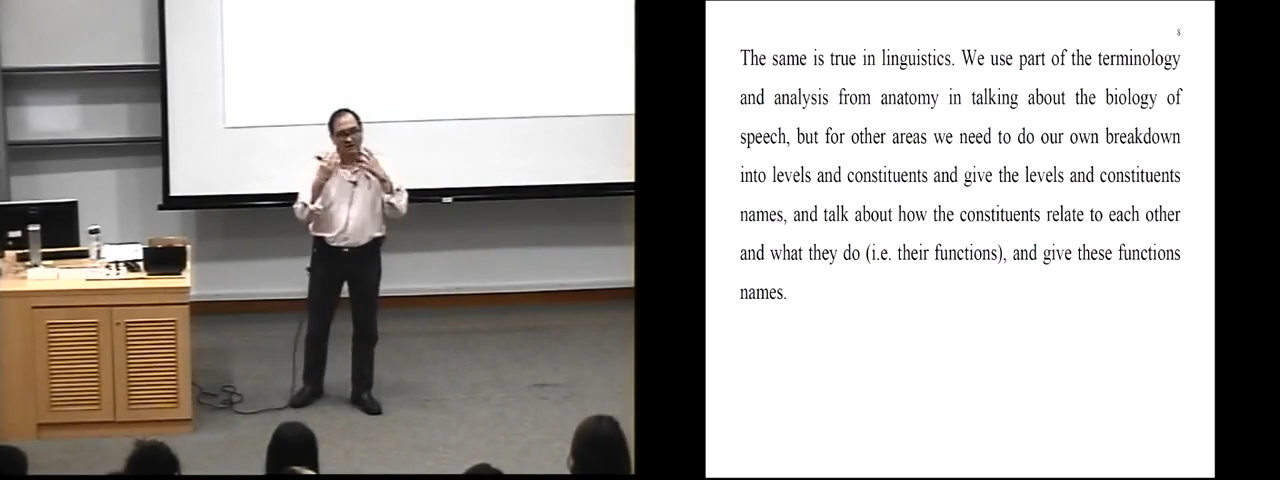 8
The same is true in linguistics. We use part of the terminology
and analysis from anatomy in talking about the biology of
speech, but for other areas we need to do our own breakdown
into levels and constituents and give the levels and constituents
names, and talk about how the constituents relate to each other
and what they do (i.e. their functions), and give these functions
names.